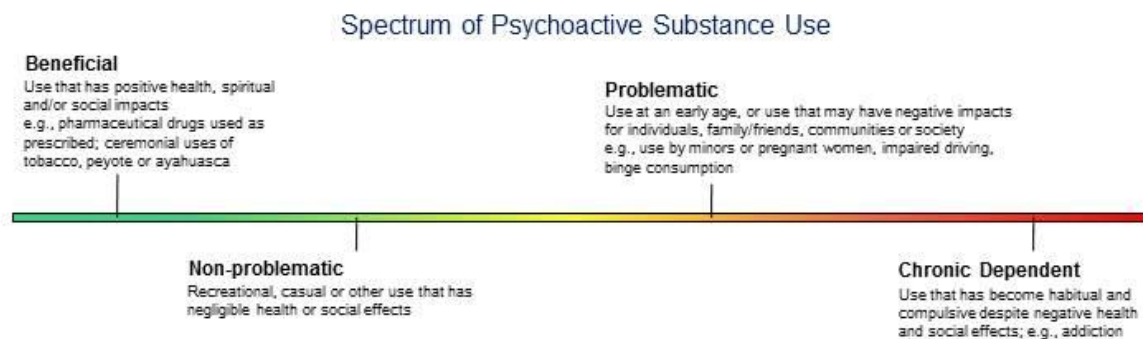 Spectrum of Psychoactive Substance Use
Beneficial
Use that has positive health, spiritual
and/or social impacts
e.g., pharmaceutical drugs used as
prescribed; ceremonial uses of
tobacco, peyote or ayahuasca
Problematic
Use at an early age, or use that may have negative impacts
for individuals, family/friends, communities or society
e.g., use by minors or pregnant women, impaired driving,
binge consumption
Non-problematic
Recreational, casual or other use that has
negligible health or social effects
Chronic Dependent
Use that has become habitual and
compulsive despite negative health
and social effects; e.g., addiction